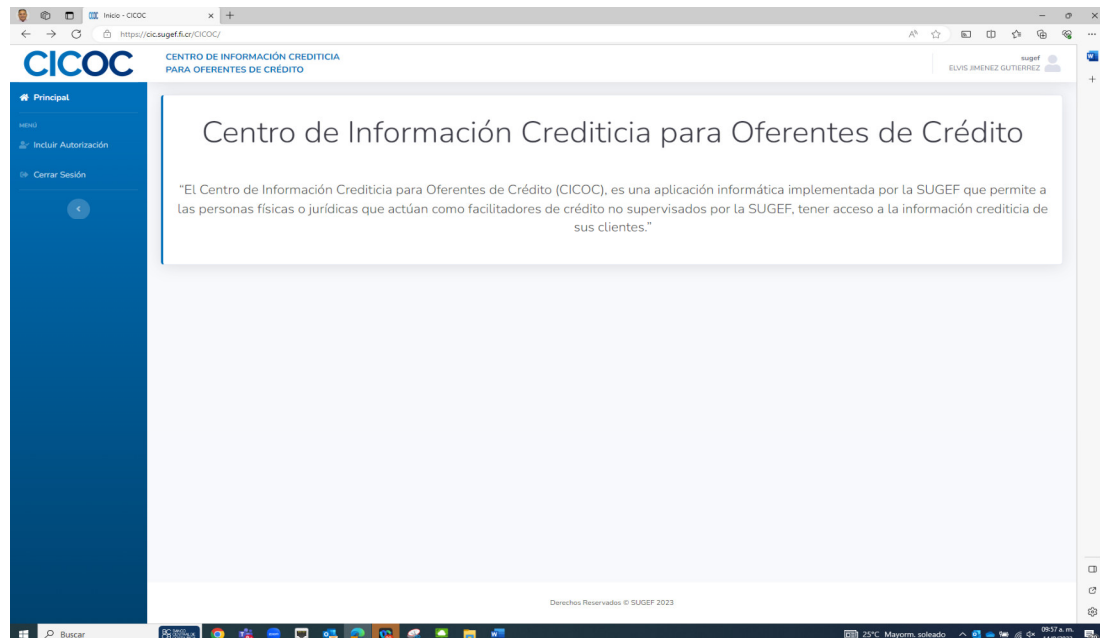 Inicio - CICOC
https://cic.sugef.fi.cr/CICOC/
CICOC
CENTRO DE INFORMACIÓN CREDITICIA
PARA OFERENTES DE CRÉDITO
sugef
ELVIS JIMENEZ GUTIERREZ
Principal
MENÚ
Incluir Autorización
Cerrar Sesión
Centro de Información Crediticia para Oferentes de Crédito
“El Centro de Información Crediticia para Oferentes de Crédito (CICOC), es una aplicación informática implementada por la SUGEF que permite a
las personas físicas o jurídicas que actúan como facilitadores de crédito no supervisados por la SUGEF, tener acceso a la información crediticia de
sus clientes.”
Derechos Reservados © SUGEF 2023
Buscar
25°C Mayorm. soleado
09:57 a. m.